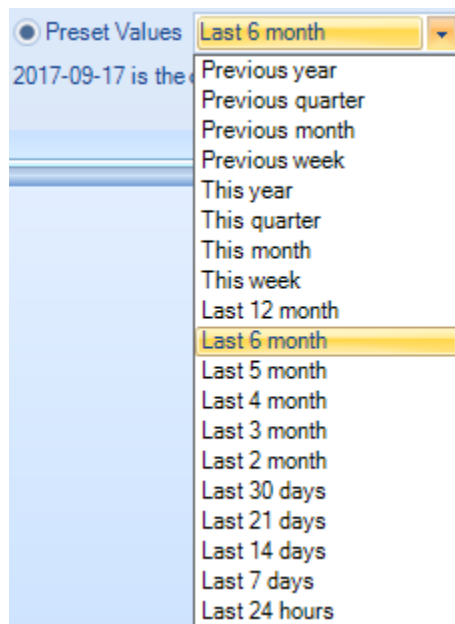 Preset Values Last 6 month
2017-09-17 is the
Previous year
Previous quarter
Previous month
Previous week
This year
This quarter
This month
This week
Last 12 month
Last 6 month
Last 5 month
Last 4 month
Last 3 month
Last 2 month
Last 30 days
Last 21 days
Last 14 days
Last 7 days
Last 24 hours